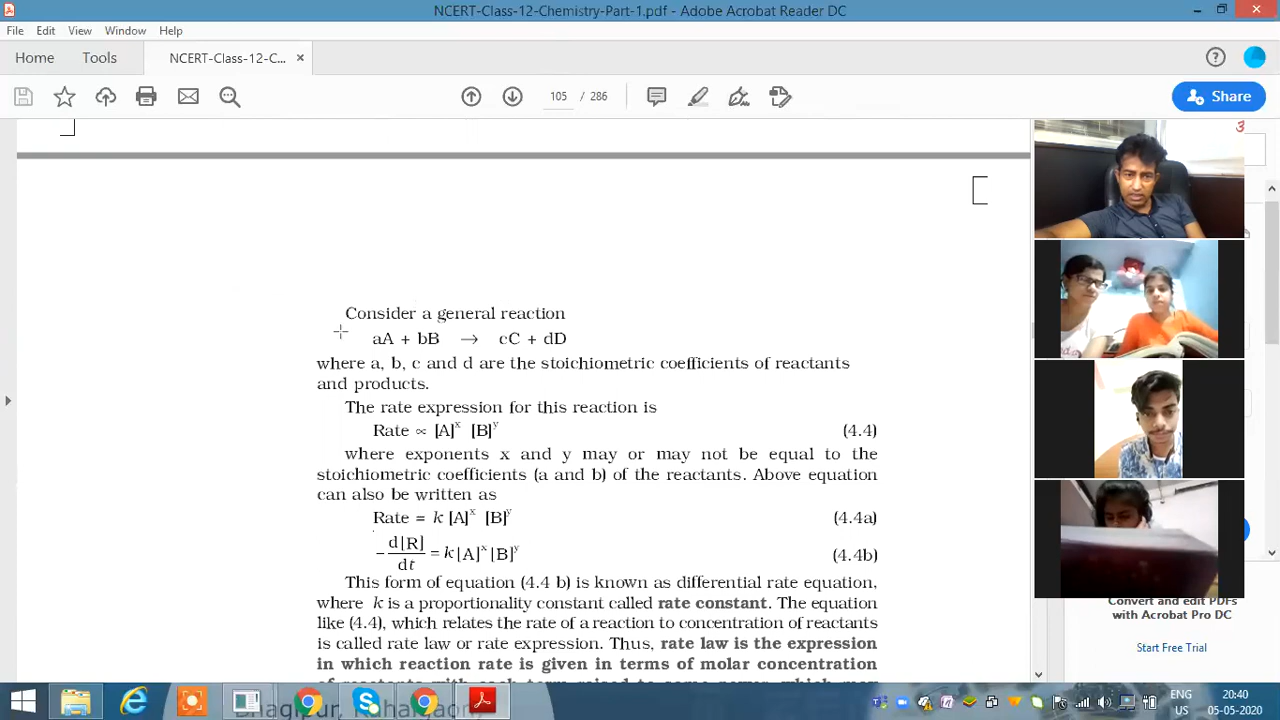 NCERT-Class-12-Chemistry-Part-1.pdf - Adobe Acrobat Reader DC
File Edit View Window Help
Home Tools NCERT-Class-12-C... ×
105 / 286
Share
3
Consider a general reaction
aA + bB → cC + dD
where a, b, c and d are the stoichiometric coefficients of reactants
and products.
The rate expression for this reaction is
Rate ∝ [A]ˣ [B]ʸ (4.4)
where exponents x and y may or may not be equal to the
stoichiometric coefficients (a and b) of the reactants. Above equation
can also be written as
Rate = k [A]ˣ [B]ʸ (4.4a)
− d[R]/dt = k [A]ˣ [B]ʸ (4.4b)
This form of equation (4.4 b) is known as differential rate equation,
where k is a proportionality constant called rate constant. The equation
like (4.4), which relates the rate of a reaction to concentration of reactants
is called rate law or rate expression. Thus, rate law is the expression
in which reaction rate is given in terms of molar concentration
of reactants with each term raised to some power, which may
Convert and edit PDFs
with Acrobat Pro DC
Start Free Trial
ENG
US
20:40
05-05-2020